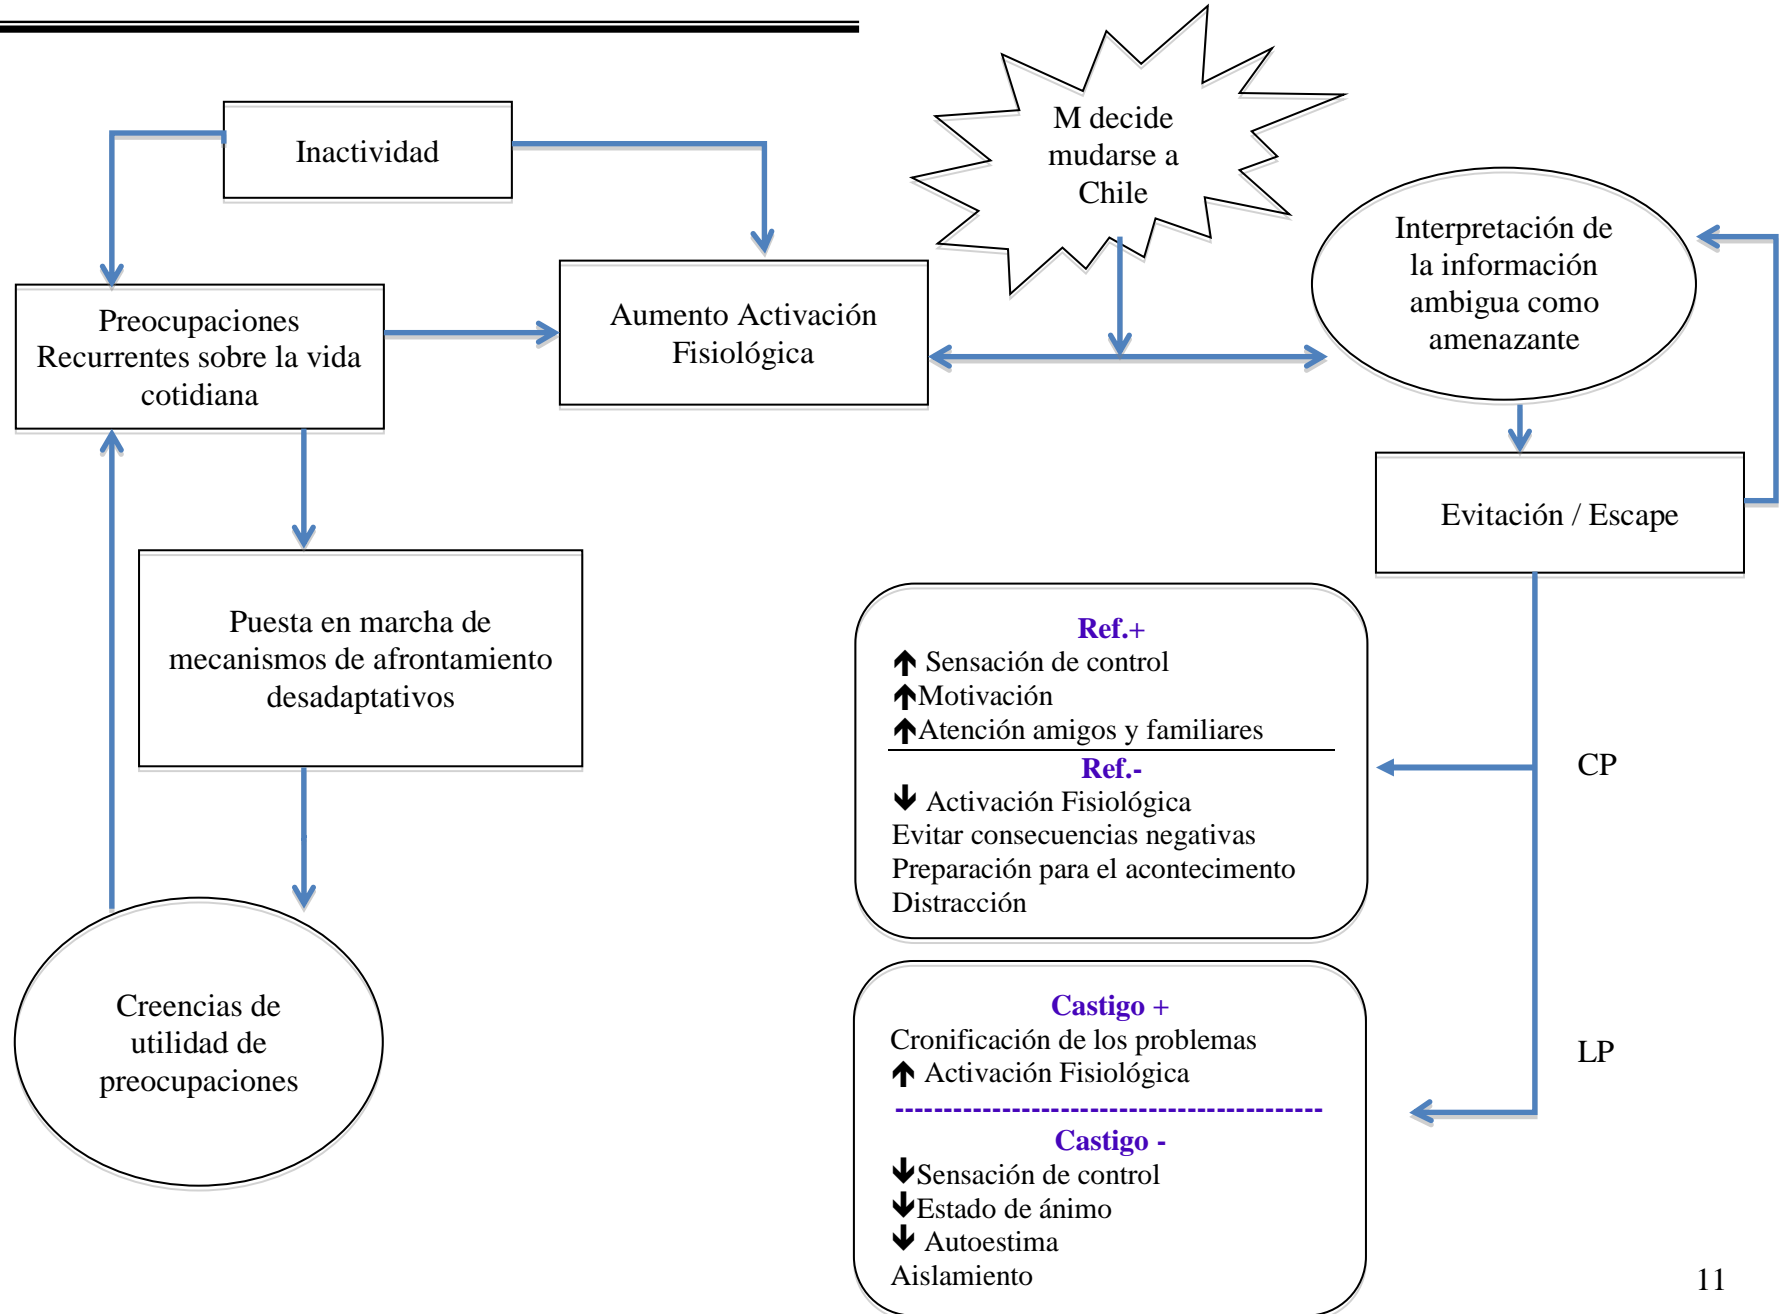 Inactividad
M decide
mudarse a
Chile
Interpretación de
la información
ambigua como
amenazante
Preocupaciones
Recurrentes sobre la vida
cotidiana
Aumento Activación
Fisiológica
Evitación / Escape
Puesta en marcha de
mecanismos de afrontamiento
desadaptativos
Ref.+
🡹 Sensación de control
🡹Motivación
🡹Atención amigos y familiares
Ref.-
🡻 Activación Fisiológica
Evitar consecuencias negativas
Preparación para el acontecimiento
Distracción
CP
Creencias de
utilidad de
preocupaciones
Castigo +
Cronificación de los problemas
🡹 Activación Fisiológica
--------------------------------------------
Castigo -
🡻Sensación de control
🡻Estado de ánimo
🡻 Autoestima
Aislamiento
LP
11